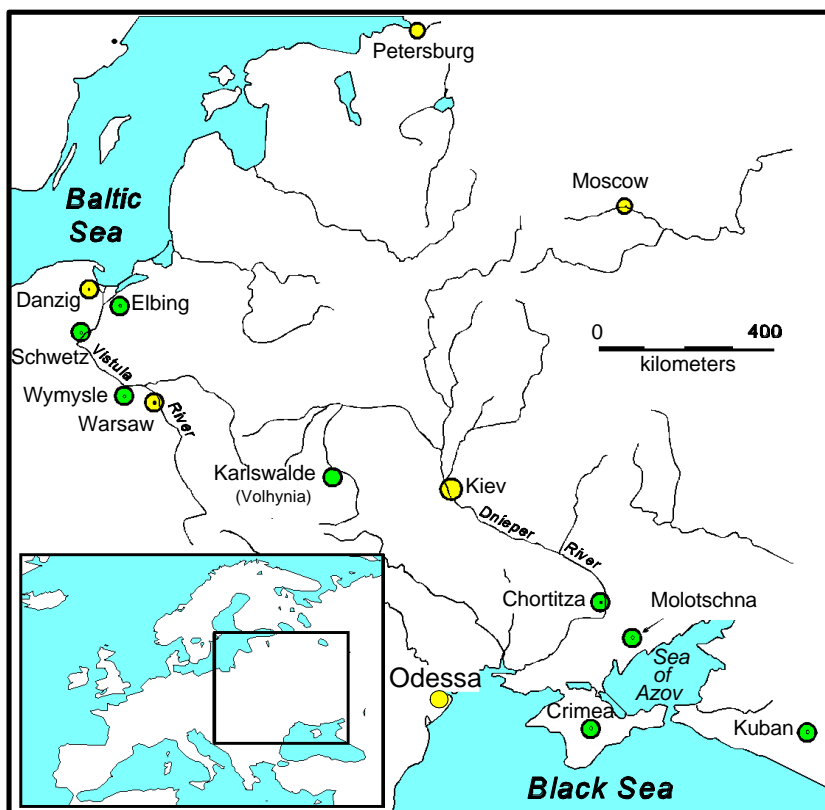 Petersburg
Moscow
Baltic
Sea
Danzig
Elbing
Schwetz
Vistula
River
Wymysle
Warsaw
0 400
kilometers
Karlswalde
(Volhynia)
Kiev
Dnieper
River
Chortitza
Molotschna
Sea
of
Azov
Odessa
Crimea
Kuban
Black Sea